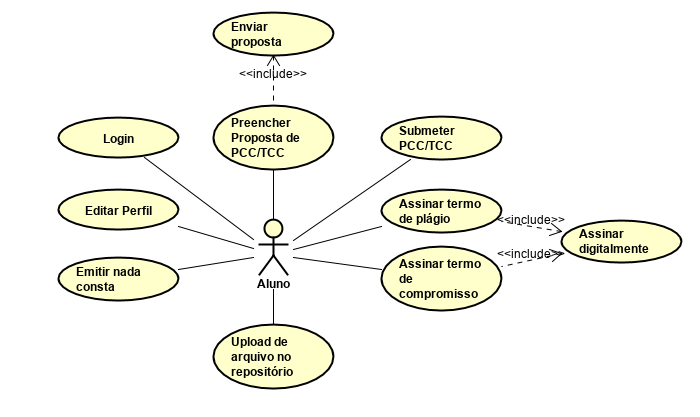 Enviar
proposta
<<include>>
Preencher
Proposta de
PCC/TCC
Submeter
PCC/TCC
Login
Editar Perfil
Assinar termo
de plágio
<<include>>
Assinar
digitalmente
<<include>>
Emitir nada
consta
Assinar termo
de
compromisso
Aluno
Upload de
arquivo no
repositório